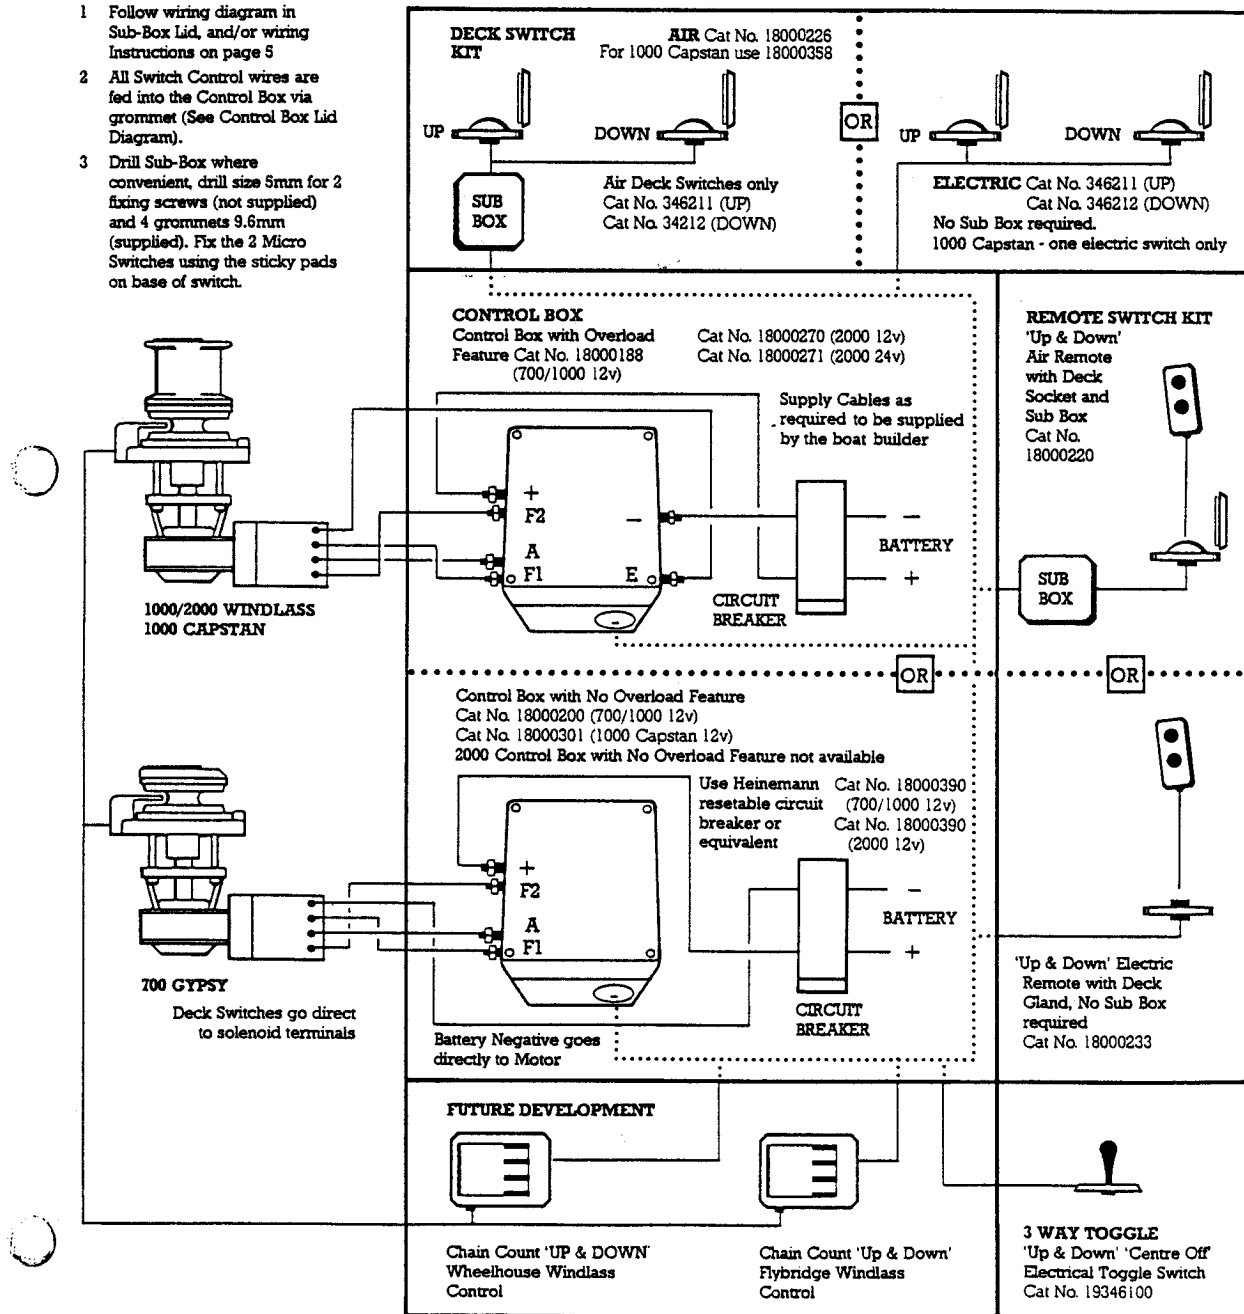 1 Follow wiring diagram in
Sub-Box Lid, and/or wiring
Instructions on page 5
2 All Switch Control wires are
fed into the Control Box via
grommet (See Control Box Lid
Diagram).
3 Drill Sub-Box where
convenient, drill size 5mm for 2
fixing screws (not supplied)
and 4 grommets 9.6mm
(supplied). Fix the 2 Micro
Switches using the sticky pads
on base of switch.
DECK SWITCH
KIT
AIR Cat No. 18000226
For 1000 Capstan use 18000358
UP
DOWN
OR
UP
DOWN
SUB
BOX
Air Deck Switches only
Cat No. 346211 (UP)
Cat No. 34212 (DOWN)
ELECTRIC Cat No. 346211 (UP)
Cat No. 346212 (DOWN)
No Sub Box required.
1000 Capstan - one electric switch only
CONTROL BOX
Control Box with Overload
Feature Cat No. 18000188
(700/1000 12v)
Cat No. 18000270 (2000 12v)
Cat No. 18000271 (2000 24v)
Supply Cables as
required to be supplied
by the boat builder
+
F2
A
F1
−
E
−
BATTERY
+
CIRCUIT
BREAKER
1000/2000 WINDLASS
1000 CAPSTAN
REMOTE SWITCH KIT
'Up & Down'
Air Remote
with Deck
Socket and
Sub Box
Cat No.
18000220
SUB
BOX
OR
OR
Control Box with No Overload Feature
Cat No. 18000200 (700/1000 12v)
Cat No. 18000301 (1000 Capstan 12v)
2000 Control Box with No Overload Feature not available
Use Heinemann
resetable circuit
breaker or
equivalent
Cat No. 18000390
(700/1000 12v)
Cat No. 18000390
(2000 12v)
+
F2
A
F1
−
BATTERY
+
CIRCUIT
BREAKER
700 GYPSY
Deck Switches go direct
to solenoid terminals
Battery Negative goes
directly to Motor
'Up & Down' Electric
Remote with Deck
Gland, No Sub Box
required
Cat No. 18000233
FUTURE DEVELOPMENT
Chain Count 'UP & DOWN'
Wheelhouse Windlass
Control
Chain Count 'Up & Down'
Flybridge Windlass
Control
3 WAY TOGGLE
'Up & Down' 'Centre Off'
Electrical Toggle Switch
Cat No. 19346100